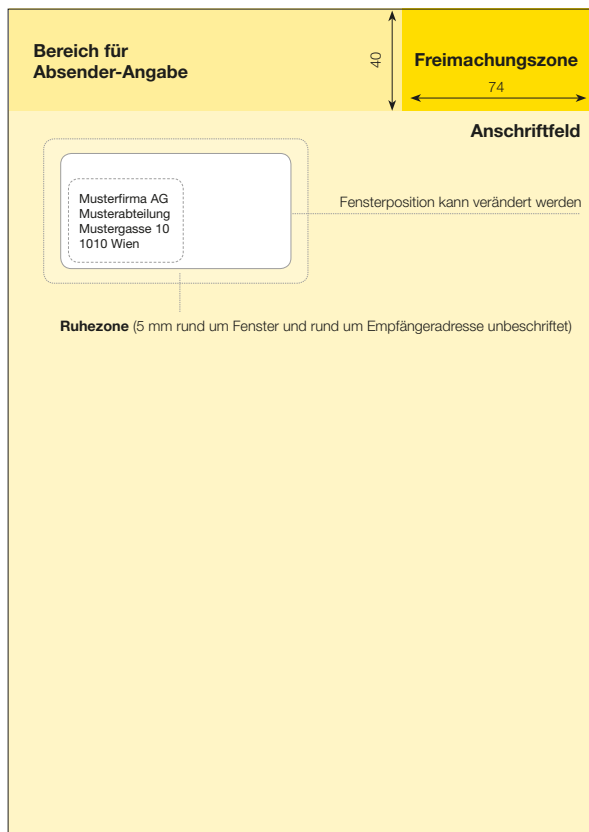 Bereich für
Absender-Angabe
40
Freimachungszone
74
Anschriftfeld
Musterfirma AG
Musterabteilung
Mustergasse 10
1010 Wien
Fensterposition kann verändert werden
Ruhezone (5 mm rund um Fenster und rund um Empfängeradresse unbeschriftet)